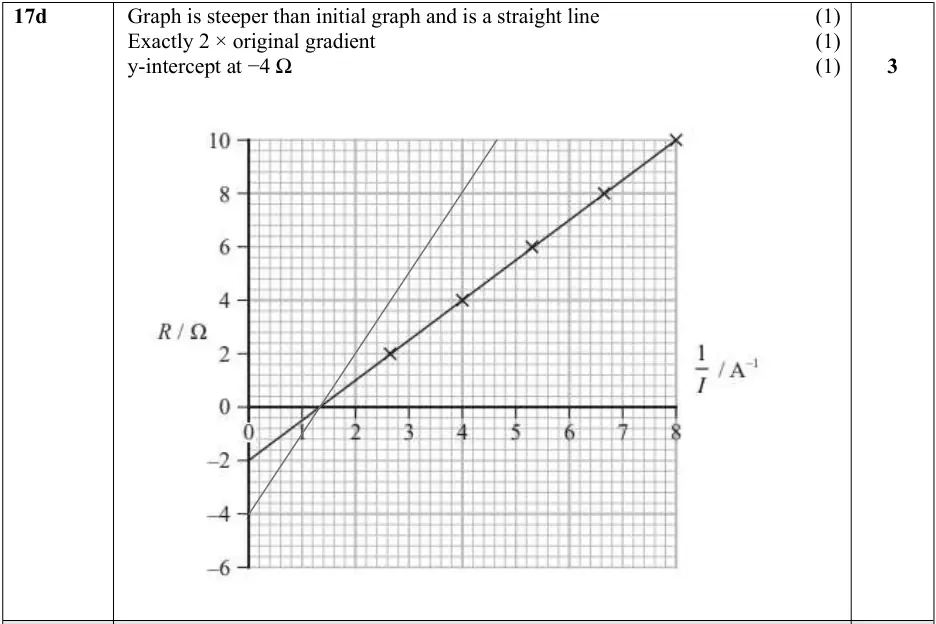 17d
Graph is steeper than initial graph and is a straight line (1)
Exactly 2 × original gradient (1)
y-intercept at −4 Ω (1) 3
10
8
6
4
R / Ω
2
1/I / A⁻¹
0
0 1 2 3 4 5 6 7 8
−2
−4
−6